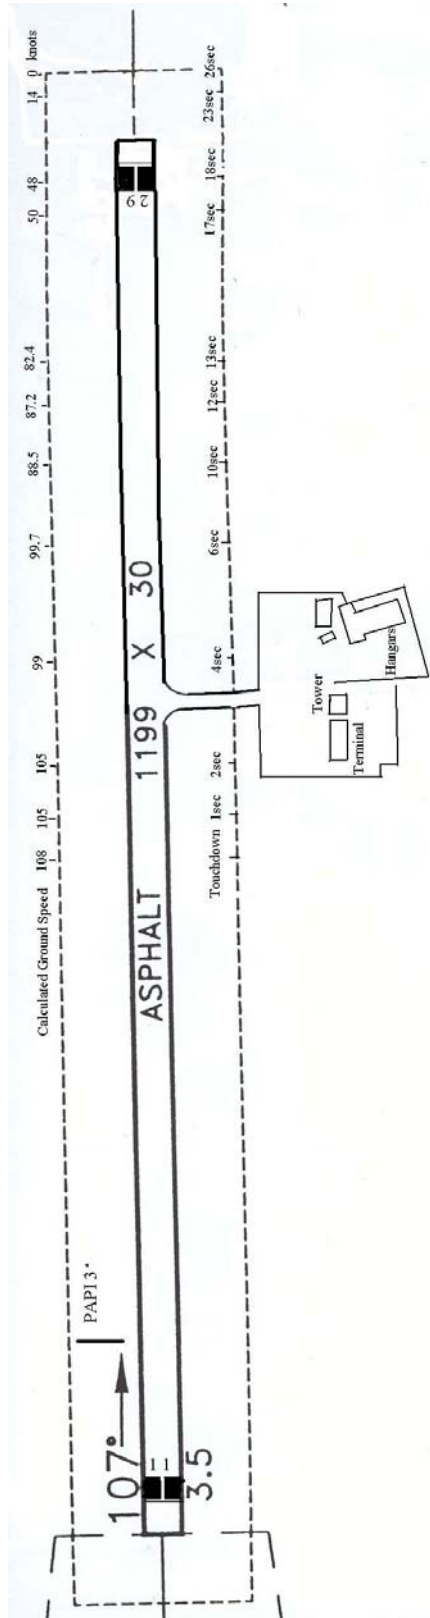 knots
0
14
48
50
82.4
87.2
88.5
99.7
99
105
105
108
Calculated Ground Speed
26sec
23sec
18sec
17sec
13sec
12sec
10sec
6sec
4sec
2sec
1sec
Touchdown
29
ASPHALT 1199 X 30
Tower
Hangars
Terminal
PAPI 3°
107°
11
3.5